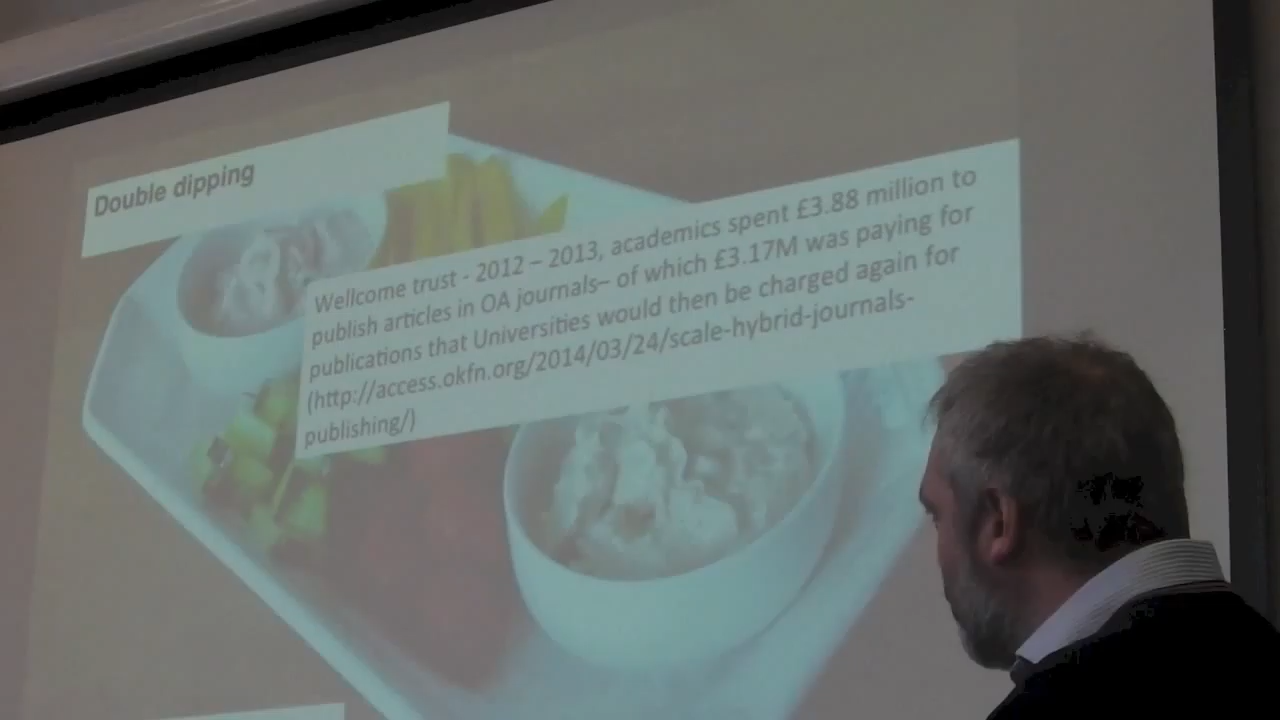 Double dipping
Wellcome trust - 2012 – 2013, academics spent £3.88 million to
publish articles in OA journals– of which £3.17M was paying for
publications that Universities would then be charged again for
(http://access.okfn.org/2014/03/24/scale-hybrid-journals-
publishing/)